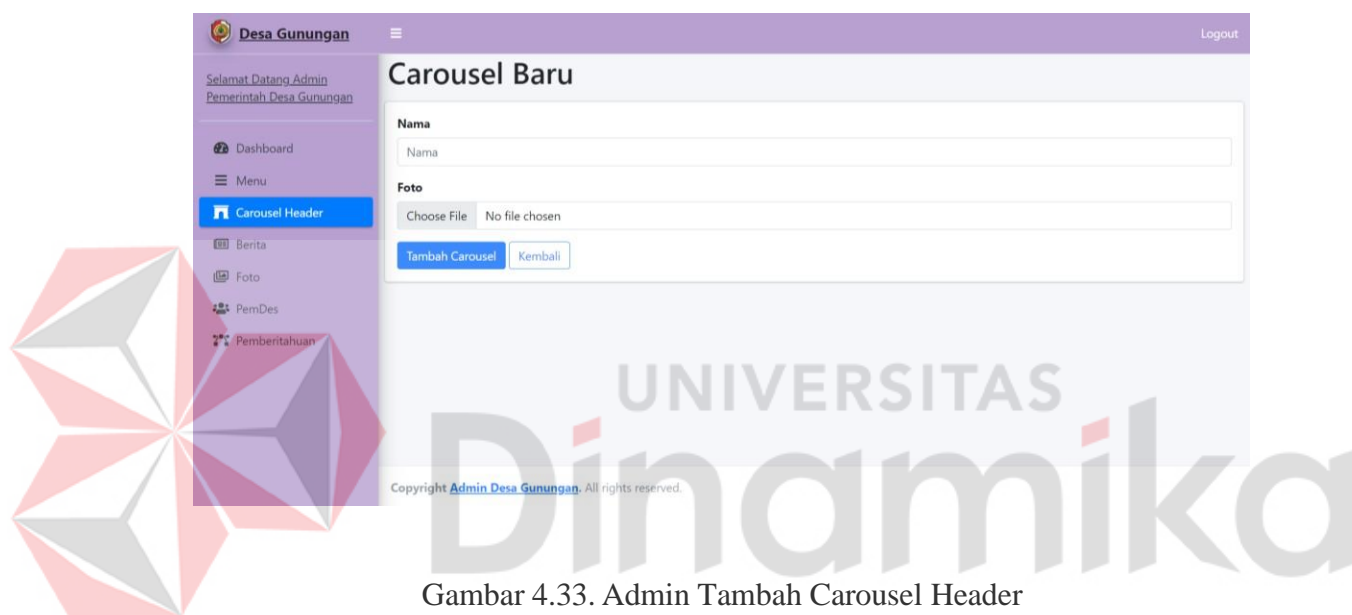 Desa Gunungan
Logout
Selamat Datang Admin
Pemerintah Desa Gunungan
Dashboard
Menu
Carousel Header
Berita
Foto
PemDes
Pemberitahuan
Carousel Baru
Nama
Nama
Foto
Choose File No file chosen
Tambah Carousel Kembali
Copyright Admin Desa Gunungan. All rights reserved.
UNIVERSITAS
Dinamika
Gambar 4.33. Admin Tambah Carousel Header